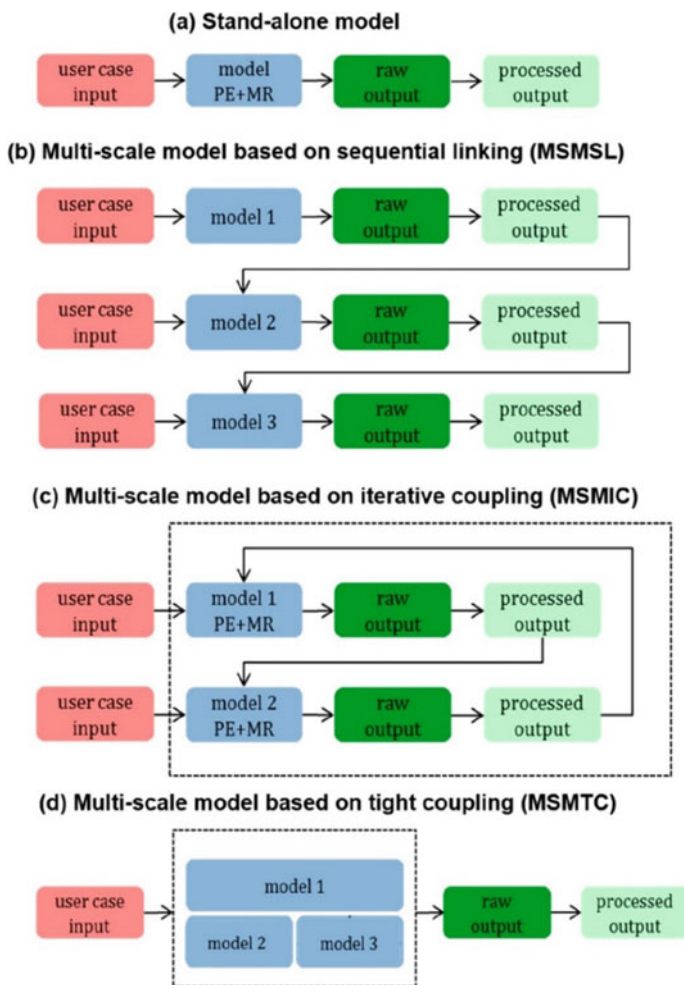 (a) Stand-alone model
user case
input
model
PE+MR
raw
output
processed
output
(b) Multi-scale model based on sequential linking (MSMSL)
user case
input
model 1
raw
output
processed
output
user case
input
model 2
raw
output
processed
output
user case
input
model 3
raw
output
processed
output
(c) Multi-scale model based on iterative coupling (MSMIC)
user case
input
model 1
PE+MR
raw
output
processed
output
user case
input
model 2
PE+MR
raw
output
processed
output
(d) Multi-scale model based on tight coupling (MSMTC)
user case
input
model 1
model 2
model 3
raw
output
processed
output